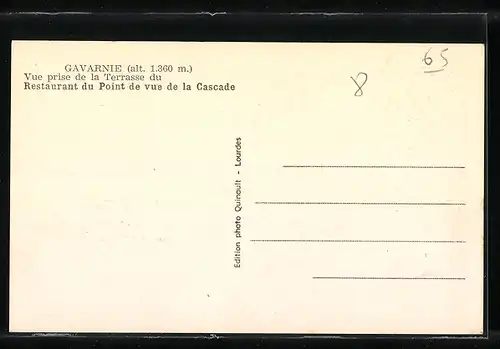 GAVARNIE (alt. 1.360 m.)
Vue prise de la Terrasse du
Restaurant du Point de vue de la Cascade
65
8
Edition photo Quinault - Lourdes